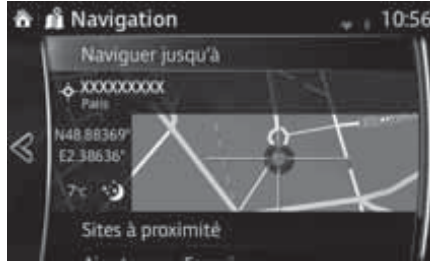 Navigation
10:56
Naviguer jusqu'à
XXXXXXXXX
Paris
N48.88369°
E2.38636°
7°c
Sites à proximité